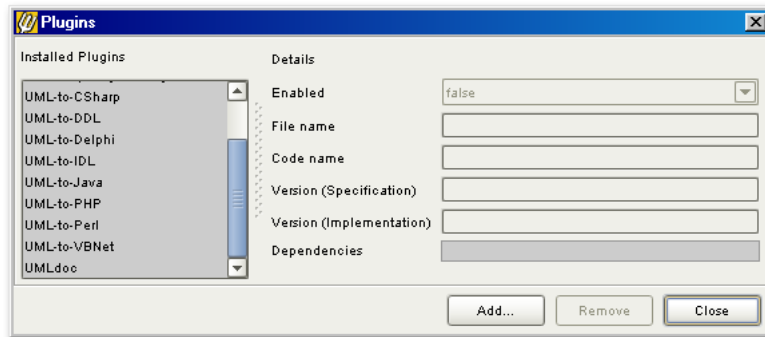 Plugins
Installed Plugins
UML-to-CSharp
UML-to-DDL
UML-to-Delphi
UML-to-IDL
UML-to-Java
UML-to-PHP
UML-to-Perl
UML-to-VBNet
UMLdoc
Details
Enabled
false
File name
Code name
Version (Specification)
Version (Implementation)
Dependencies
Add...
Remove
Close